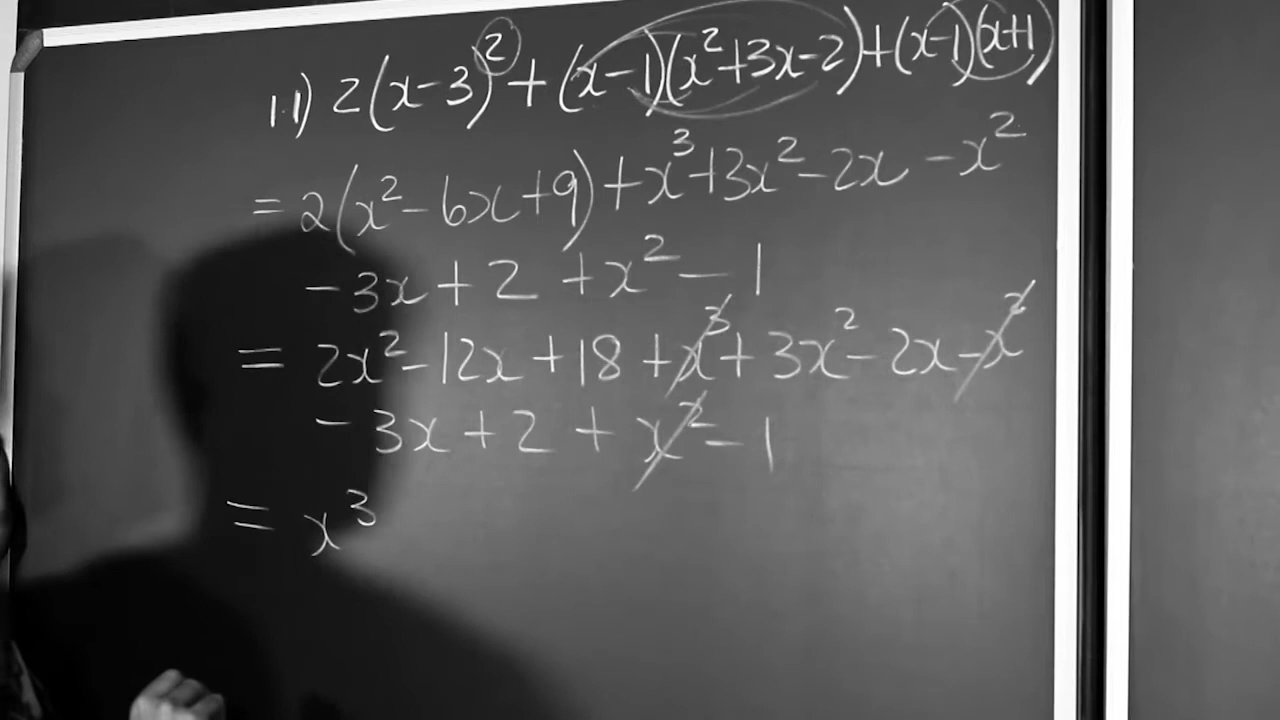 1.1) 2(x-3)² + (x-1)(x²+3x-2)+(x-1)(x+1)
= 2(x²-6x+9)+x³+3x²-2x-x²
-3x+2+x²-1
= 2x²-12x+18+x³+3x²-2x-x²
-3x+2+x²-1
= x³